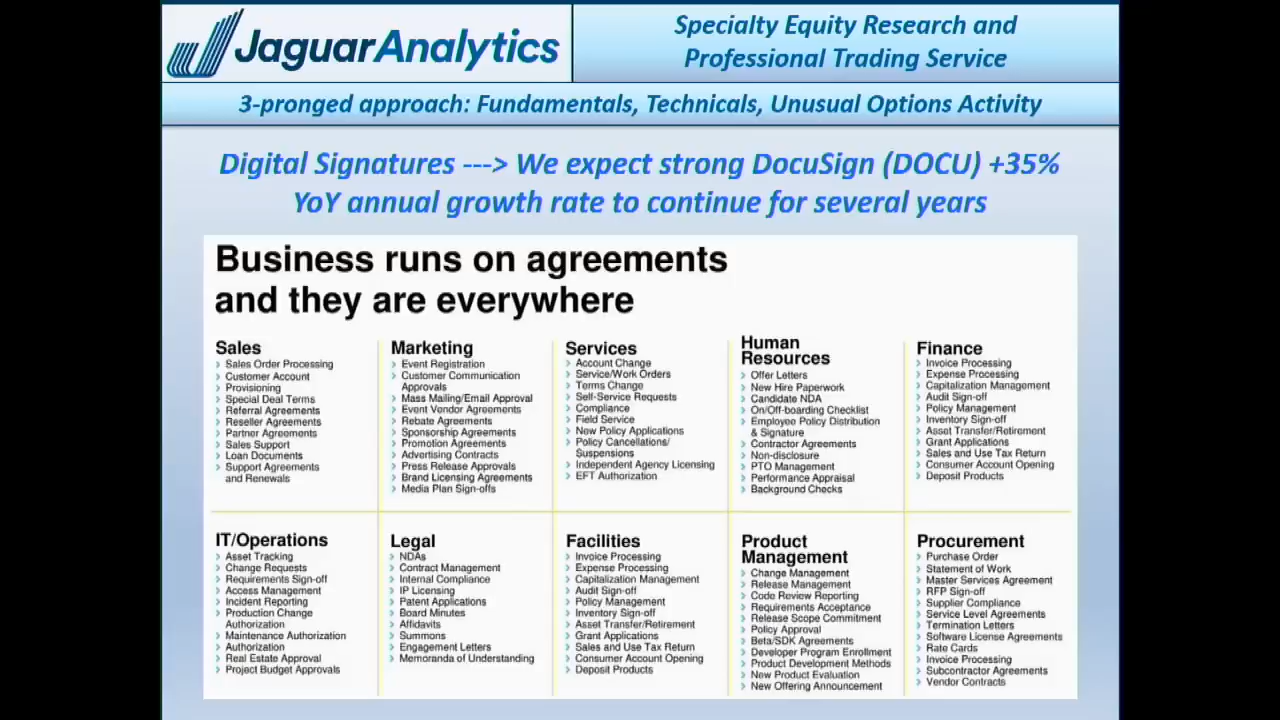 JaguarAnalytics
Specialty Equity Research and
Professional Trading Service
3-pronged approach: Fundamentals, Technicals, Unusual Options Activity
Digital Signatures ---> We expect strong DocuSign (DOCU) +35%
YoY annual growth rate to continue for several years
Business runs on agreements
and they are everywhere
Sales
Sales Order Processing
Customer Account
Provisioning
Special Deal Terms
Referral Agreements
Reseller Agreements
Partner Agreements
Sales Support
Loan Documents
Support Agreements
and Renewals
Marketing
Event Registration
Customer Communication
Approvals
Mass Mailing/Email Approval
Event Vendor Agreements
Rebate Agreements
Sponsorship Agreements
Promotion Agreements
Advertising Contracts
Press Release Approvals
Brand Licensing Agreements
Media Plan Sign-offs
Services
Account Change
Service/Work Orders
Terms Change
Self-Service Requests
Compliance
Field Service
New Policy Applications
Policy Cancellations/
Suspensions
Independent Agency Licensing
EFT Authorization
Human
Resources
Offer Letters
New Hire Paperwork
Candidate NDA
On/Off-boarding Checklist
Employee Policy Distribution
& Signature
Contractor Agreements
Non-disclosure
PTO Management
Performance Appraisal
Background Checks
Finance
Invoice Processing
Expense Processing
Capitalization Management
Audit Sign-off
Policy Management
Inventory Sign-off
Asset Transfer/Retirement
Grant Applications
Sales and Use Tax Return
Consumer Account Opening
Deposit Products
IT/Operations
Asset Tracking
Change Requests
Requirements Sign-off
Access Management
Incident Reporting
Production Change
Authorization
Maintenance Authorization
Authorization
Real Estate Approval
Project Budget Approvals
Legal
NDAs
Contract Management
Internal Compliance
IP Licensing
Patent Applications
Board Minutes
Affidavits
Summons
Engagement Letters
Memoranda of Understanding
Facilities
Invoice Processing
Expense Processing
Capitalization Management
Audit Sign-off
Policy Management
Inventory Sign-off
Asset Transfer/Retirement
Grant Applications
Sales and Use Tax Return
Consumer Account Opening
Deposit Products
Product
Management
Change Management
Release Management
Code Review Reporting
Requirements Acceptance
Release Scope Commitment
Policy Approval
Beta/SDK Agreements
Developer Program Enrollment
Product Development Methods
New Product Evaluation
New Offering Announcement
Procurement
Purchase Order
Statement of Work
Master Services Agreement
RFP Sign-off
Supplier Compliance
Service Level Agreements
Termination Letters
Software License Agreements
Rate Cards
Invoice Processing
Subcontractor Agreements
Vendor Contracts